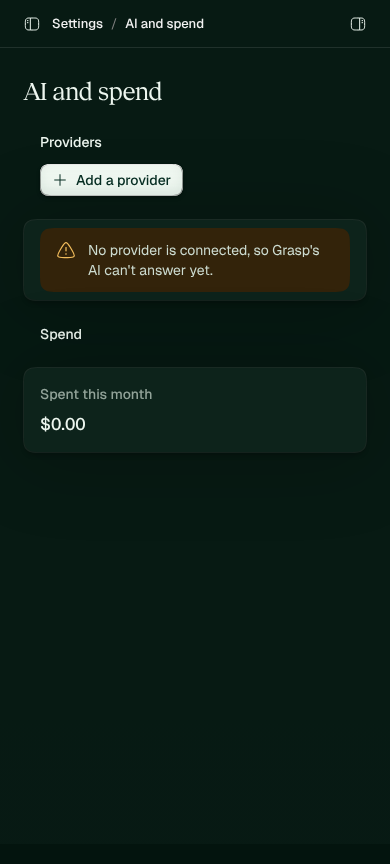 Settings / AI and spend
AI and spend
Providers
Add a provider
No provider is connected, so Grasp's
AI can't answer yet.
Spend
Spent this month
$0.00